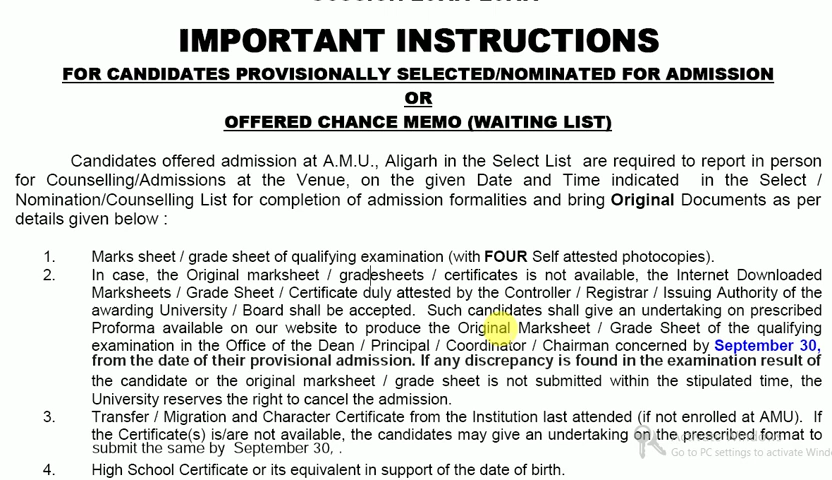 IMPORTANT INSTRUCTIONS
FOR CANDIDATES PROVISIONALLY SELECTED/NOMINATED FOR ADMISSION
OR
OFFERED CHANCE MEMO (WAITING LIST)
Candidates offered admission at A.M.U., Aligarh in the Select List are required to report in person
for Counselling/Admissions at the Venue, on the given Date and Time indicated in the Select /
Nomination/Counselling List for completion of admission formalities and bring Original Documents as per
details given below :
1. Marks sheet / grade sheet of qualifying examination (with FOUR Self attested photocopies).
2. In case, the Original marksheet / gradesheets / certificates is not available, the Internet Downloaded
Marksheets / Grade Sheet / Certificate duly attested by the Controller / Registrar / Issuing Authority of the
awarding University / Board shall be accepted. Such candidates shall give an undertaking on prescribed
Proforma available on our website to produce the Original Marksheet / Grade Sheet of the qualifying
examination in the Office of the Dean / Principal / Coordinator / Chairman concerned by September 30,
from the date of their provisional admission. If any discrepancy is found in the examination result of
the candidate or the original marksheet / grade sheet is not submitted within the stipulated time, the
University reserves the right to cancel the admission.
3. Transfer / Migration and Character Certificate from the Institution last attended (if not enrolled at AMU). If
the Certificate(s) is/are not available, the candidates may give an undertaking on the prescribed format to
submit the same by September 30, .
Go to PC settings to activate Wind
4. High School Certificate or its equivalent in support of the date of birth.